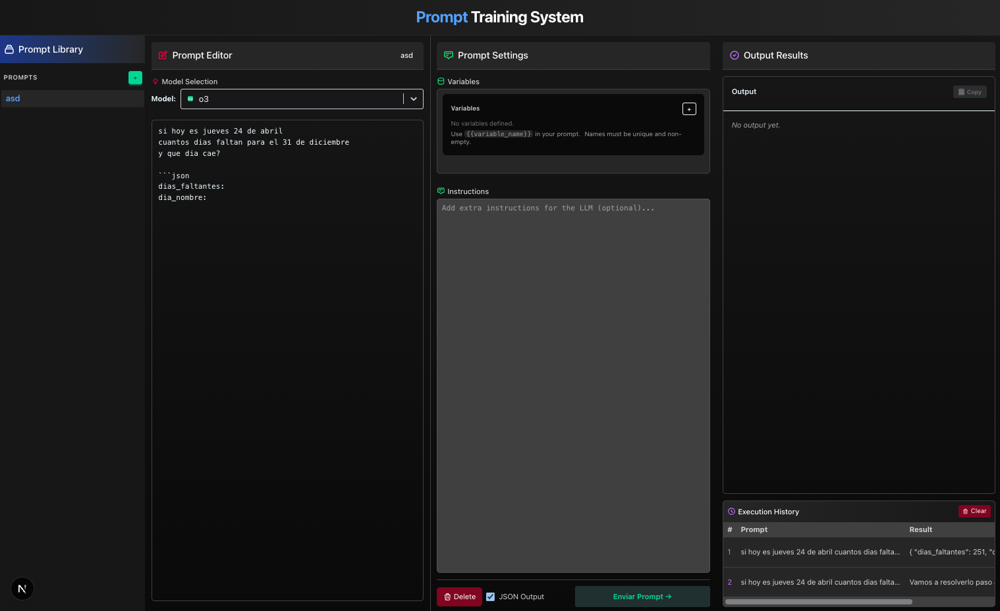 Prompt Training System
Prompt Library
PROMPTS
+
asd
Prompt Editor
asd
Model Selection
Model:
o3
o3
si hoy es jueves 24 de abril
cuantos dias faltan para el 31 de diciembre
y que dia cae?
```json
dias_faltantes:
dia_nombre:
Prompt Settings
Variables
Variables
+
No variables defined.
Use {{variable_name}} in your prompt. Names must be unique and non-
empty.
Instructions
Add extra instructions for the LLM (optional)...
Delete
JSON Output
Enviar Prompt →
Output Results
Output
Copy
No output yet.
Execution History
Clear
# Prompt Result
1 si hoy es jueves 24 de abril cuantos dias falta... { "dias_faltantes": 251, "d
2 si hoy es jueves 24 de abril cuantos dias falta... Vamos a resolverlo paso
N